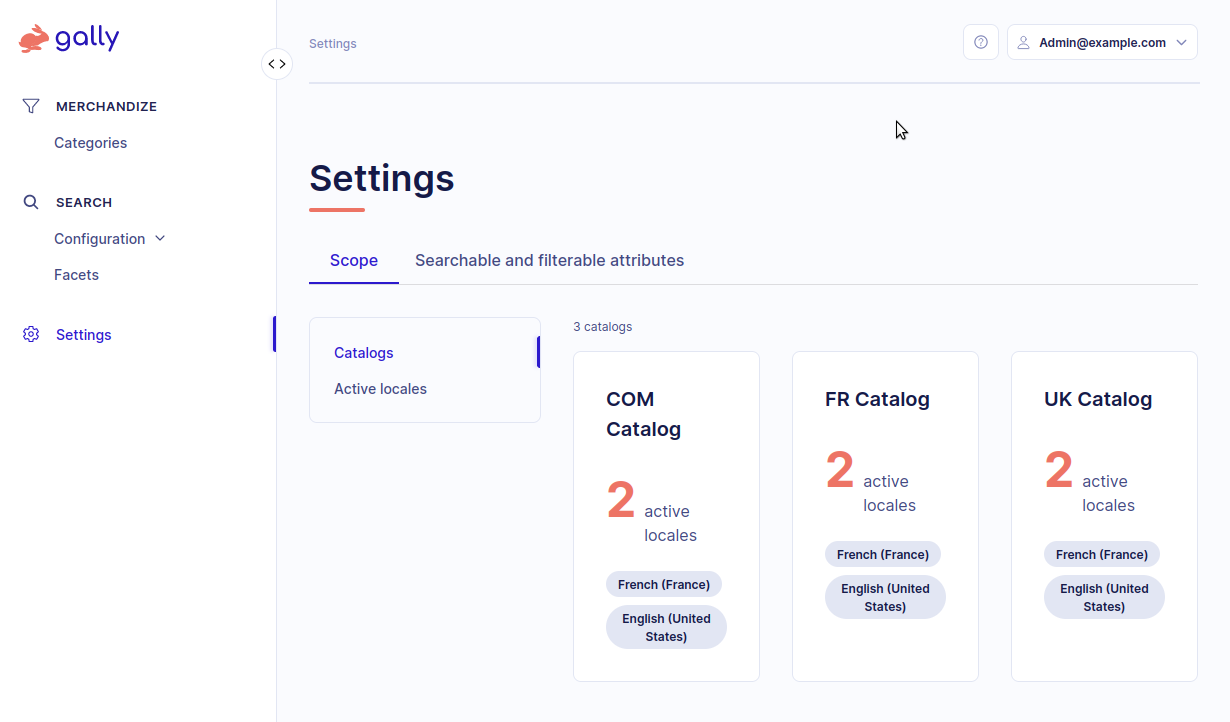 gally
MERCHANDIZE
Categories
SEARCH
Configuration
Facets
Settings
Settings
Admin@example.com
Settings
Scope
Searchable and filterable attributes
Catalogs
Active locales
3 catalogs
COM
Catalog
2 active
locales
French (France)
English (United
States)
FR Catalog
2 active
locales
French (France)
English (United
States)
UK Catalog
2 active
locales
French (France)
English (United
States)